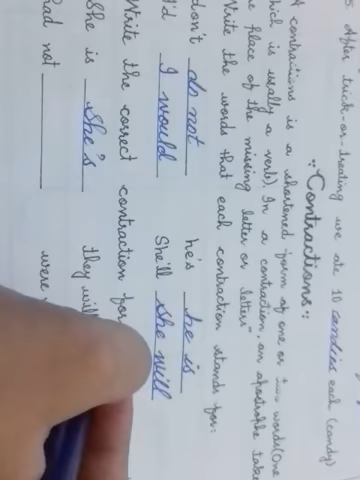 5. After trick-or-treating we ate 10 candies each (candy)
:: Contractions ::
A contractions is a shortened form of one or two words (One
which is usally a verb). In a contraction, an apostrophe take
the place of the missing letter or letters"
Write the words that each contraction stands for:
don't do not he's he is
I'd I would She'll she will
Write the correct contraction for
She is She's they will
had not were